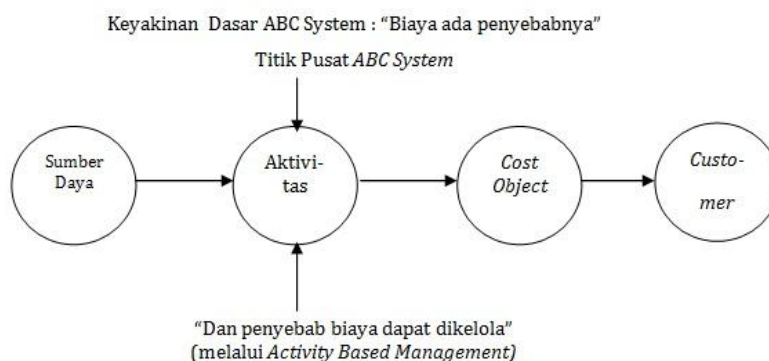 Keyakinan Dasar ABC System : “Biaya ada penyebabnya”
Titik Pusat ABC System
Sumber
Daya
Aktivi-
tas
Cost
Object
Custo-
mer
“Dan penyebab biaya dapat dikelola”
(melalui Activity Based Management)